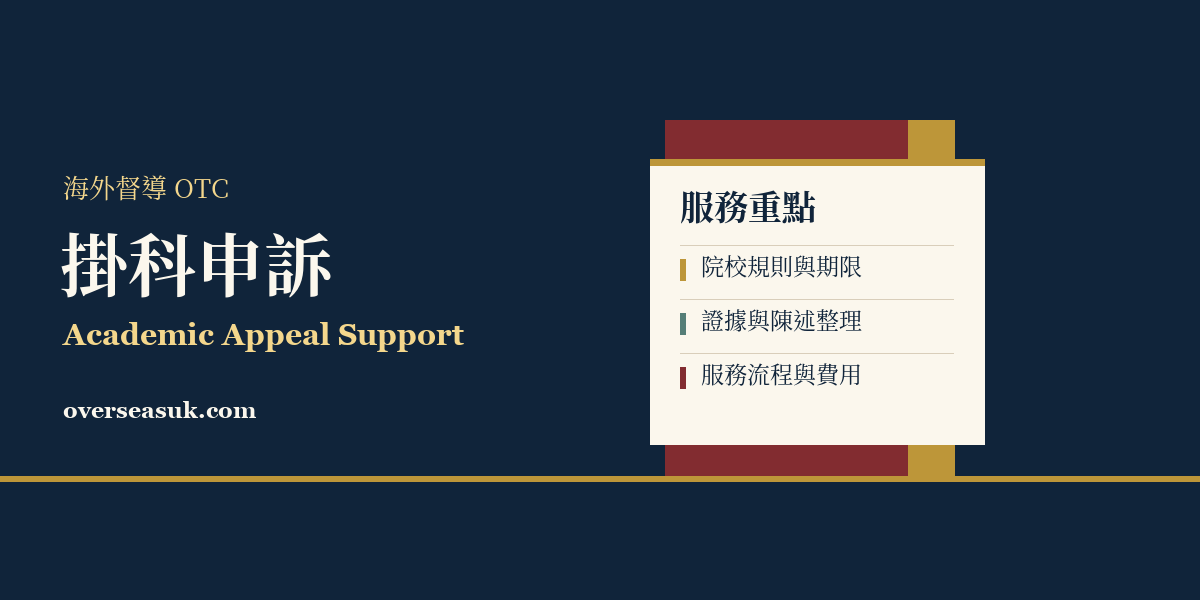 海外督導 OTC
掛科申訴
Academic Appeal Support
overseasuk.com
服務重點
院校規則與期限
證據與陳述整理
服務流程與費用